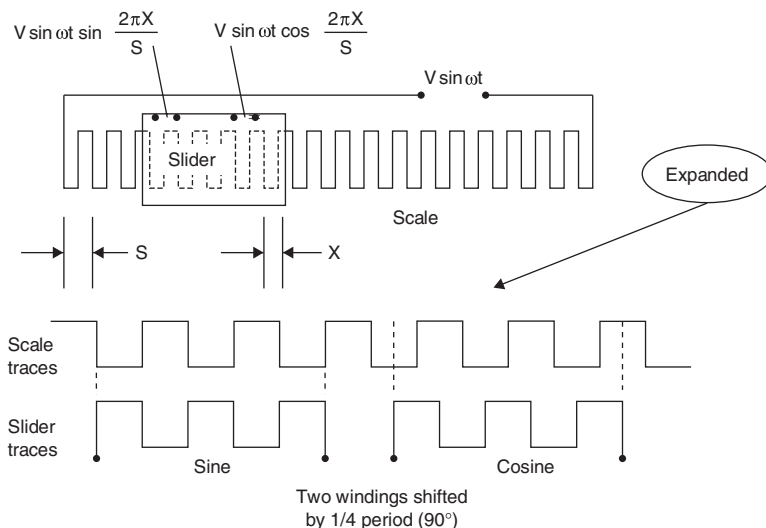 V sin ωt sin 2πX/S
V sin ωt cos 2πX/S
V sin ωt
Slider
Expanded
Scale
S
X
Scale
traces
Slider
traces
Sine
Cosine
Two windings shifted
by 1/4 period (90°)